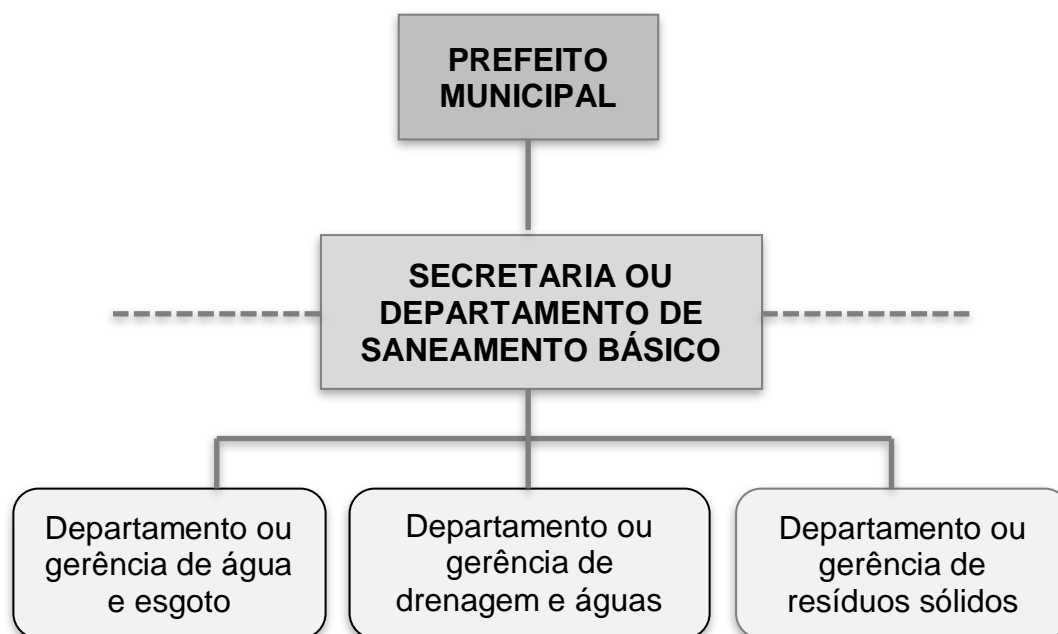 PREFEITO
MUNICIPAL
SECRETARIA OU
DEPARTAMENTO DE
SANEAMENTO BÁSICO
Departamento ou
gerência de água
e esgoto
Departamento ou
gerência de
drenagem e águas
Departamento ou
gerência de
resíduos sólidos